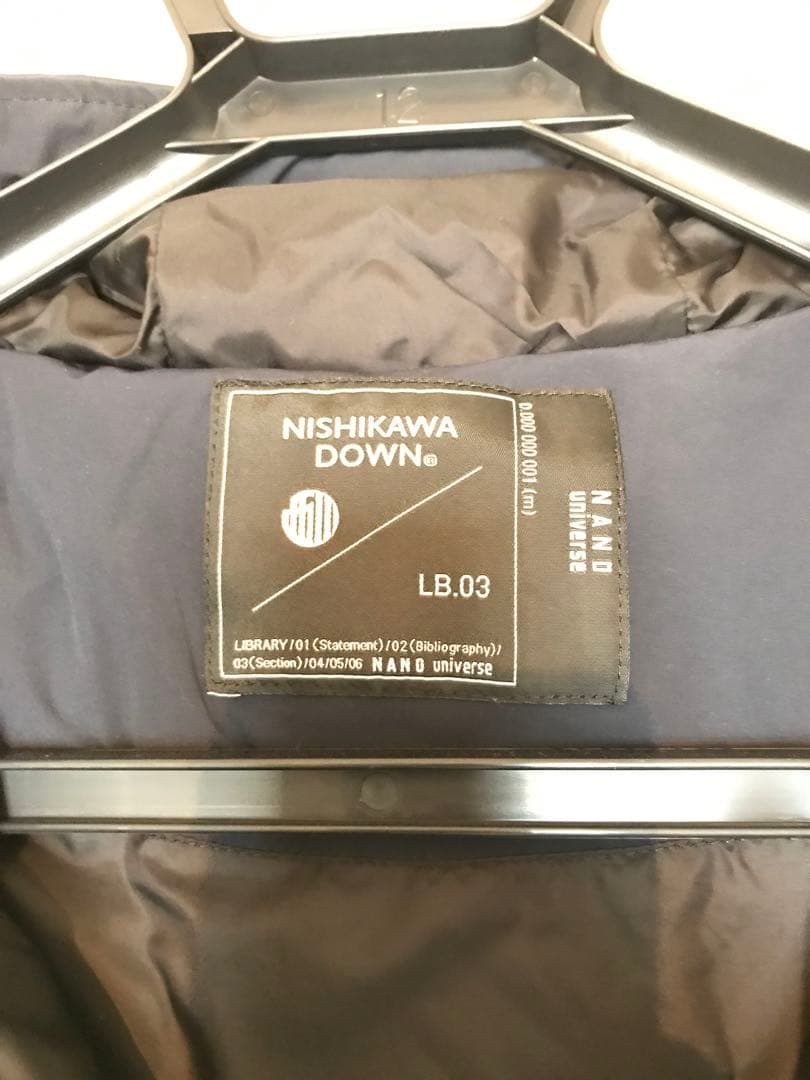 12
NISHIKAWA
DOWN®
LB.03
LIBRARY/01(Statement)/02(Bibliography)/
03(Section)/04/05/06 NANO universe
0.000 000 001 (m)
NANO
universe